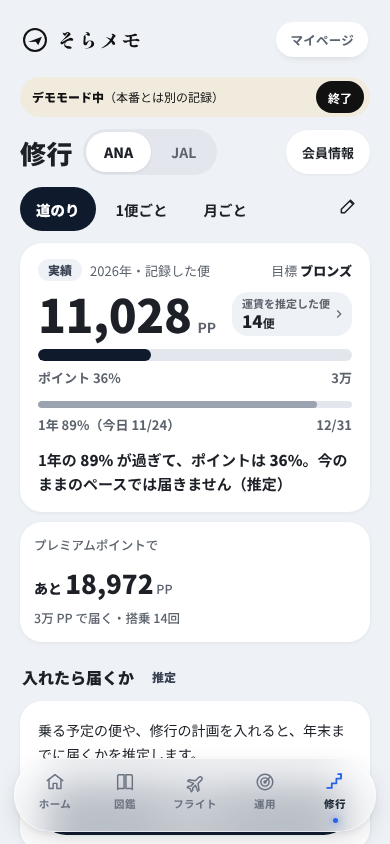 そらメモ
マイページ
デモモード中（本番とは別の記録）
終了
修行
ANA
JAL
会員情報
道のり
1便ごと
月ごと
実績
2026年・記録した便
目標 ブロンズ
11,028 PP
運賃を推定した便
14便
ポイント 36%
3万
1年 89%（今日 11/24）
12/31
1年の 89% が過ぎて、ポイントは 36%。今の
ままのペースでは届きません（推定）
プレミアムポイントで
あと 18,972 PP
3万 PP で届く・搭乗 14回
入れたら届くか
推定
乗る予定の便や、修行の計画を入れると、年末ま
でに届くかを推定します。
ホーム
図鑑
フライト
運用
修行